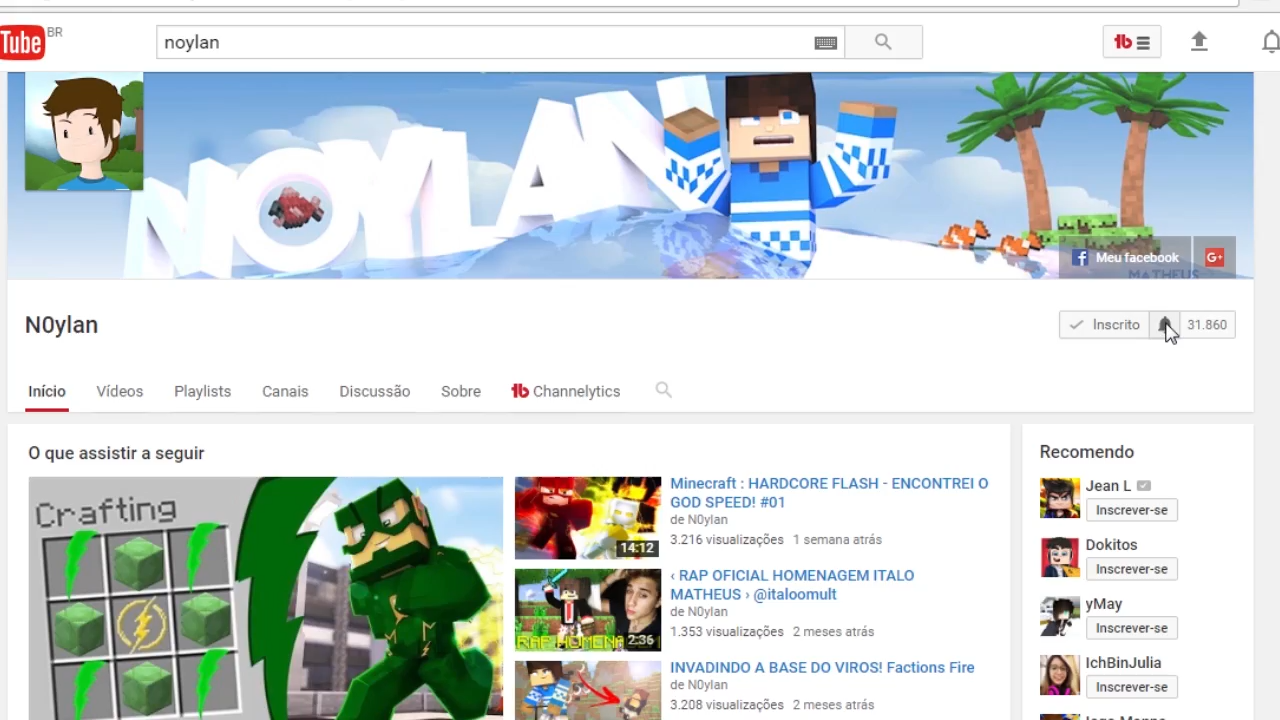 Tube BR
noylan
NOYLAN
Meu facebook G+
MATHEUS
N0ylan
Inscrito 31.860
Início Vídeos Playlists Canais Discussão Sobre Channelytics
O que assistir a seguir
Crafting
14:12
Minecraft : HARDCORE FLASH - ENCONTREI O
GOD SPEED! #01
de N0ylan
3.216 visualizações 1 semana atrás
RAP HOMENA
2:36
‹ RAP OFICIAL HOMENAGEM ITALO
MATHEUS › @italoomult
de N0ylan
1.353 visualizações 2 meses atrás
INVADINDO A BASE DO VIROS! Factions Fire
de N0ylan
3.208 visualizações 2 meses atrás
Recomendo
Jean L
Inscrever-se
Dokitos
Inscrever-se
yMay
Inscrever-se
IchBinJulia
Inscrever-se